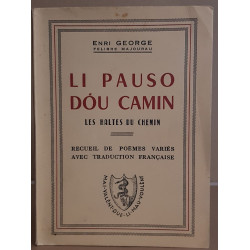 ENRI GEORGE
FELIBRE MAJOURAU
LI PAUSO
DÓU CAMIN
LES HALTES DU CHEMIN
RECUEIL DE POÈMES VARIÉS
AVEC TRADUCTION FRANÇAISE